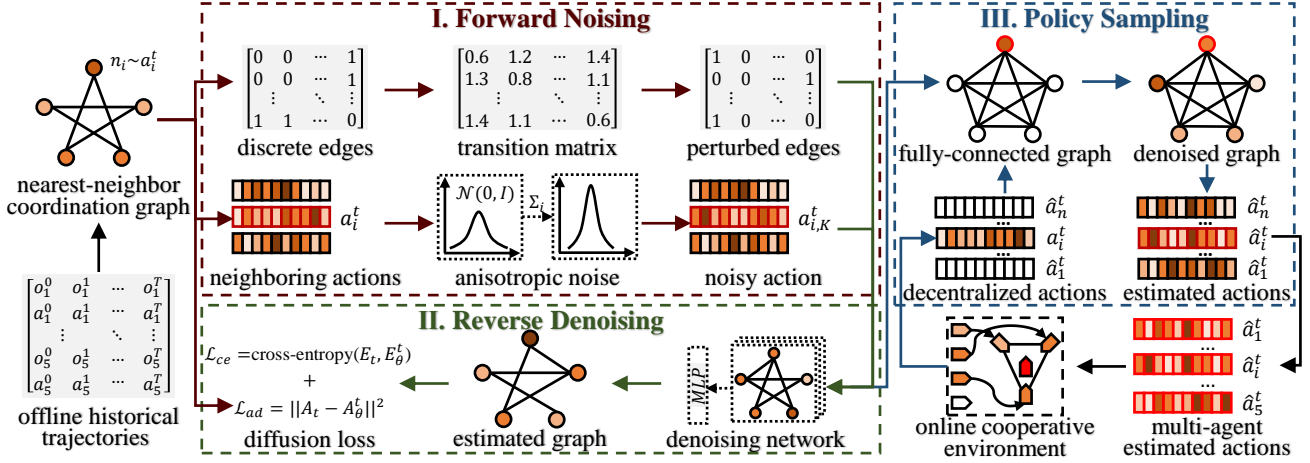 n_i~a_i^t
nearest-neighbor
coordination graph
o_1^0 o_1^1 ⋯ o_1^T
a_1^0 a_1^1 ⋯ a_1^T
⋮ ⋱ ⋮
o_5^0 o_5^1 ⋯ o_5^T
a_5^0 a_5^1 ⋯ a_5^T
offline historical
trajectories
I. Forward Noising
0 0 ⋯ 1
0 0 ⋯ 1
⋮ ⋱ ⋮
1 1 ⋯ 0
discrete edges
0.6 1.2 ⋯ 1.4
1.3 0.8 ⋯ 1.1
⋮ ⋱ ⋮
1.4 1.1 ⋯ 0.6
transition matrix
1 0 ⋯ 0
0 0 ⋯ 1
⋮ ⋱ ⋮
1 0 ⋯ 0
perturbed edges
a_i^t
neighboring actions
𝒩(0, I)
Σ_i
anisotropic noise
a_{i,K}^t
noisy action
II. Reverse Denoising
ℒ_ce =cross-entropy(E_t, E_θ^t)
+
ℒ_ad = ||A_t − A_θ^t||^2
diffusion loss
estimated graph
MLP
denoising network
III. Policy Sampling
fully-connected graph
denoised graph
â_n^t
...
a_i^t
...
â_1^t
decentralized actions
â_n^t
...
â_i^t
...
â_1^t
estimated actions
online cooperative
environment
â_1^t
...
â_i^t
...
â_5^t
multi-agent
estimated actions